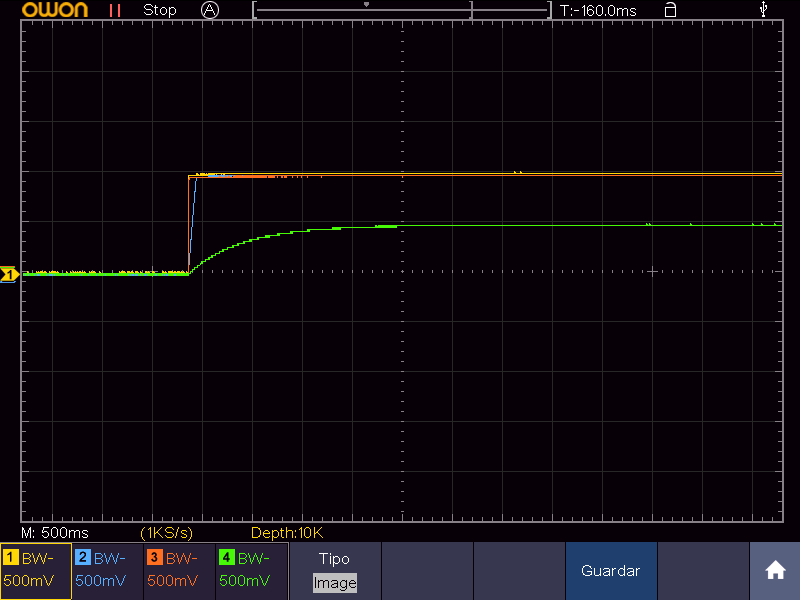 OWON Stop A T:-160.0ms
1
M: 500ms (1KS/s) Depth:10K
1 BW- 2 BW- 3 BW- 4 BW- Tipo
500mV 500mV 500mV 500mV Image
Guardar